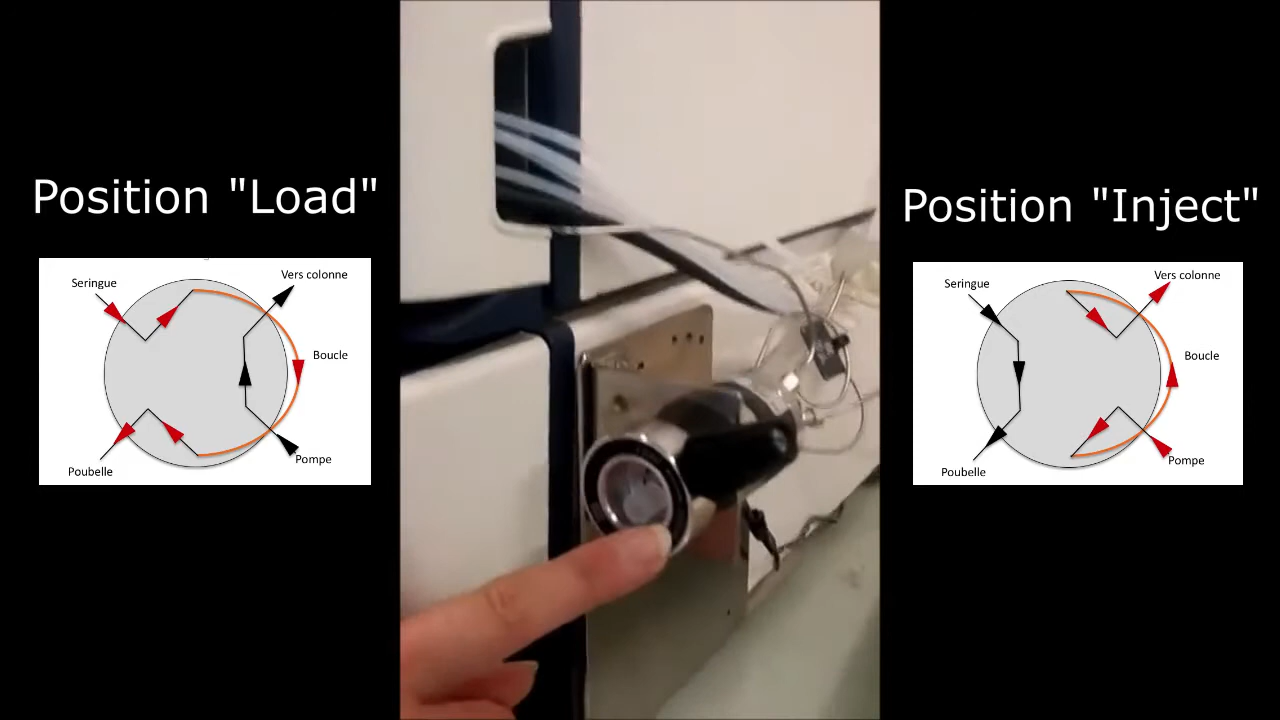 Position "Load"
Seringue
Vers colonne
Boucle
Poubelle
Pompe
Position "Inject"
Seringue
Vers colonne
Boucle
Poubelle
Pompe